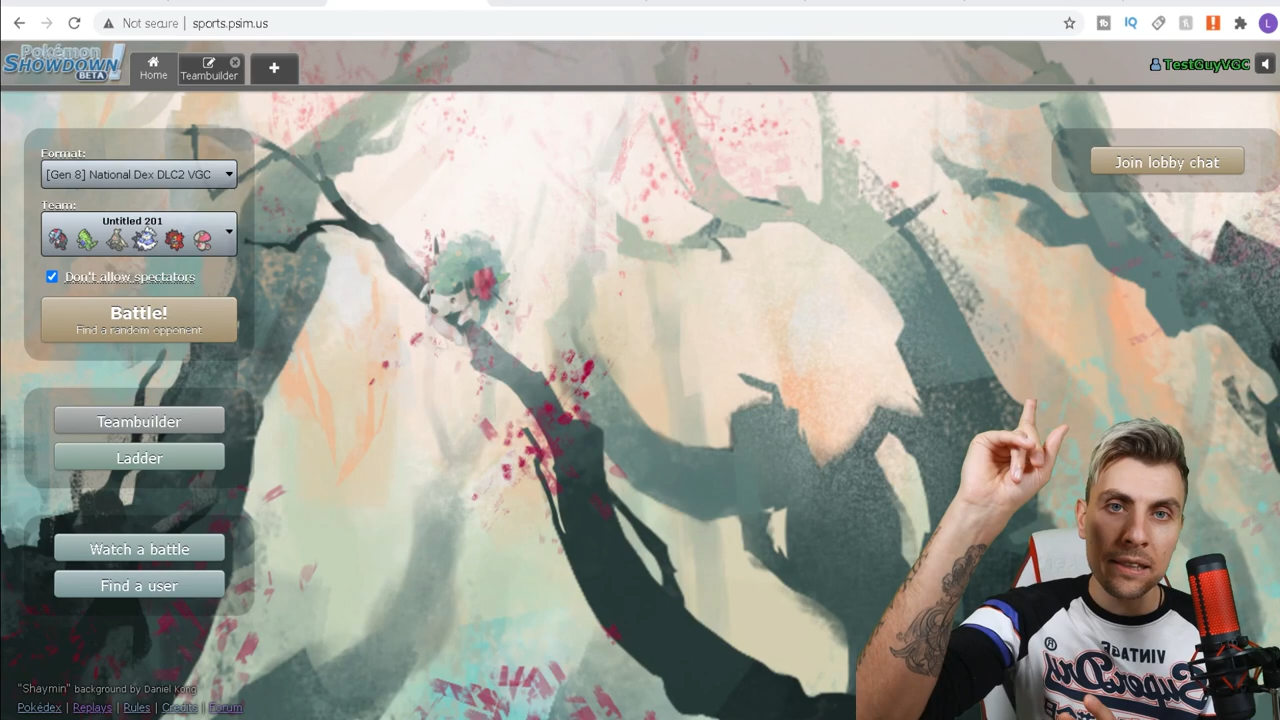 Not secure | sports.psim.us
IQ
L
Pokémon
SHOWDOWN!
BETA
Home
Teambuilder
+
TestGuyVGC
Format:
[Gen 8] National Dex DLC2 VGC
Team:
Untitled 201
Don't allow spectators
Battle!
Find a random opponent
Join lobby chat
Teambuilder
Ladder
Watch a battle
Find a user
"Shaymin" background by Daniel Kong
Pokédex | Replays | Rules | Credits | Forum
VINTAGE
SuperDry
®